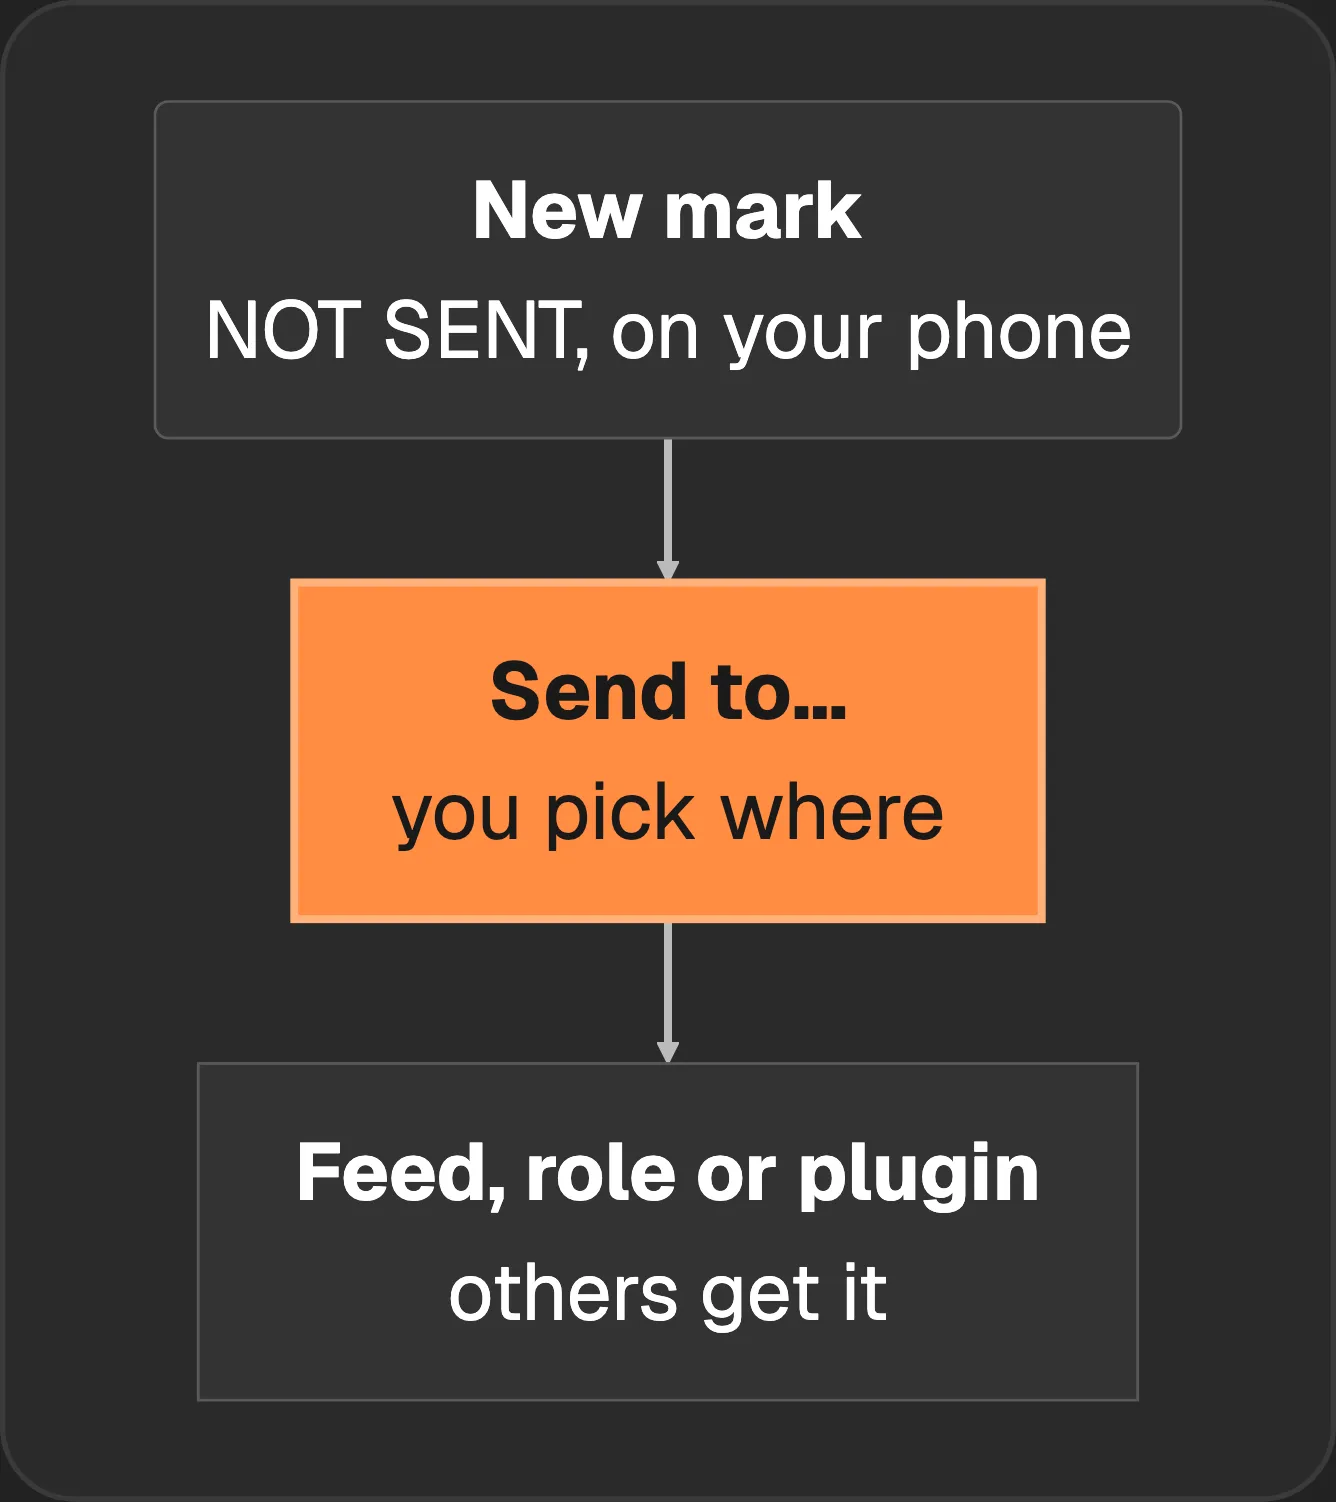 New mark
NOT SENT, on your phone
Send to...
you pick where
Feed, role or plugin
others get it